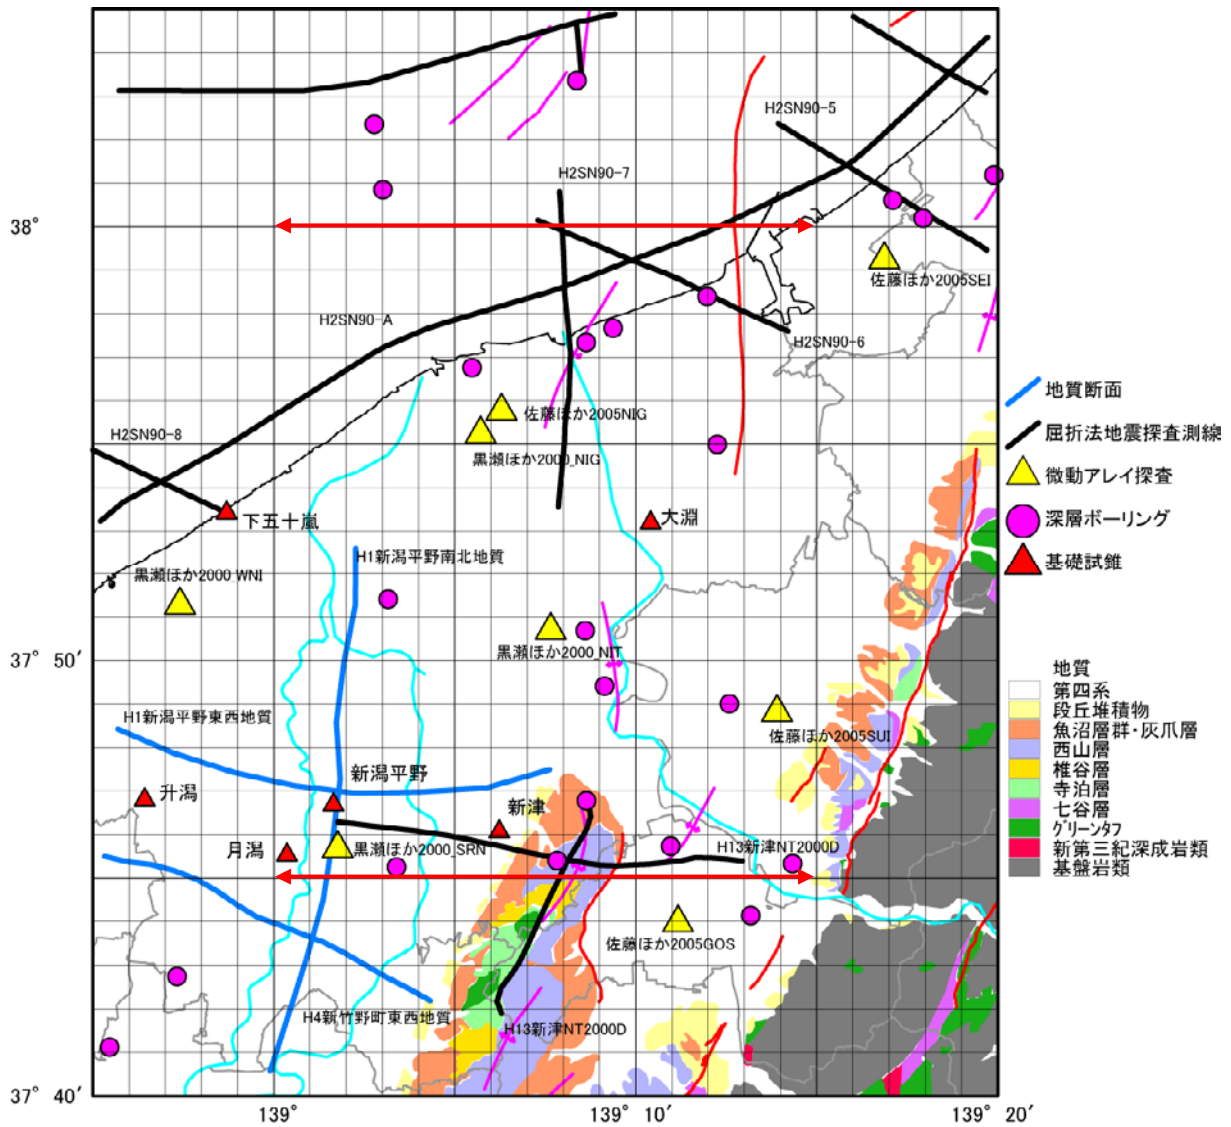 H2SN90-5
H2SN90-7
38°
佐藤ほか2005SEI
H2SN90-A
H2SN90-6
地質断面
佐藤ほか2005NIG
H2SN90-8
屈折法地震探査測線
黒瀬ほか2000_NIG
微動アレイ探査
下五十嵐
大淵
深層ボーリング
H1新潟平野南北地質
基礎試錐
黒瀬ほか2000 WNI
黒瀬ほか2000_NIT
37° 50′
地質
第四系
段丘堆積物
H1新潟平野東西地質
佐藤ほか2005SUI
魚沼層群・灰爪層
西山層
新潟平野
椎谷層
升潟
寺泊層
新津
七谷層
グリーンタフ
月潟
黒瀬ほか2000_SRN
H13新津NT2000D
新第三紀深成岩類
基盤岩類
佐藤ほか2005GOS
H4新竹野町東西地質
H13新津NT2000D
37° 40′
139°
139° 10′
139° 20′